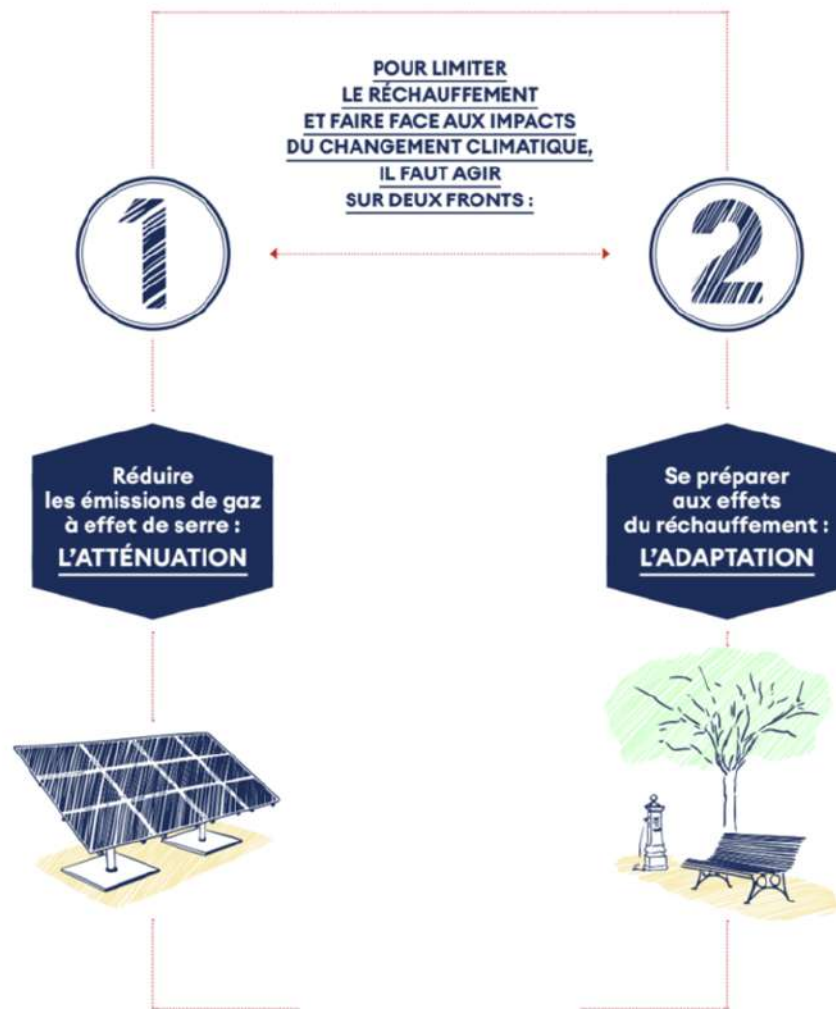 POUR LIMITER
LE RÉCHAUFFEMENT
ET FAIRE FACE AUX IMPACTS
DU CHANGEMENT CLIMATIQUE,
IL FAUT AGIR
SUR DEUX FRONTS :
1
2
Réduire
les émissions de gaz
à effet de serre :
L'ATTÉNUATION
Se préparer
aux effets
du réchauffement :
L'ADAPTATION